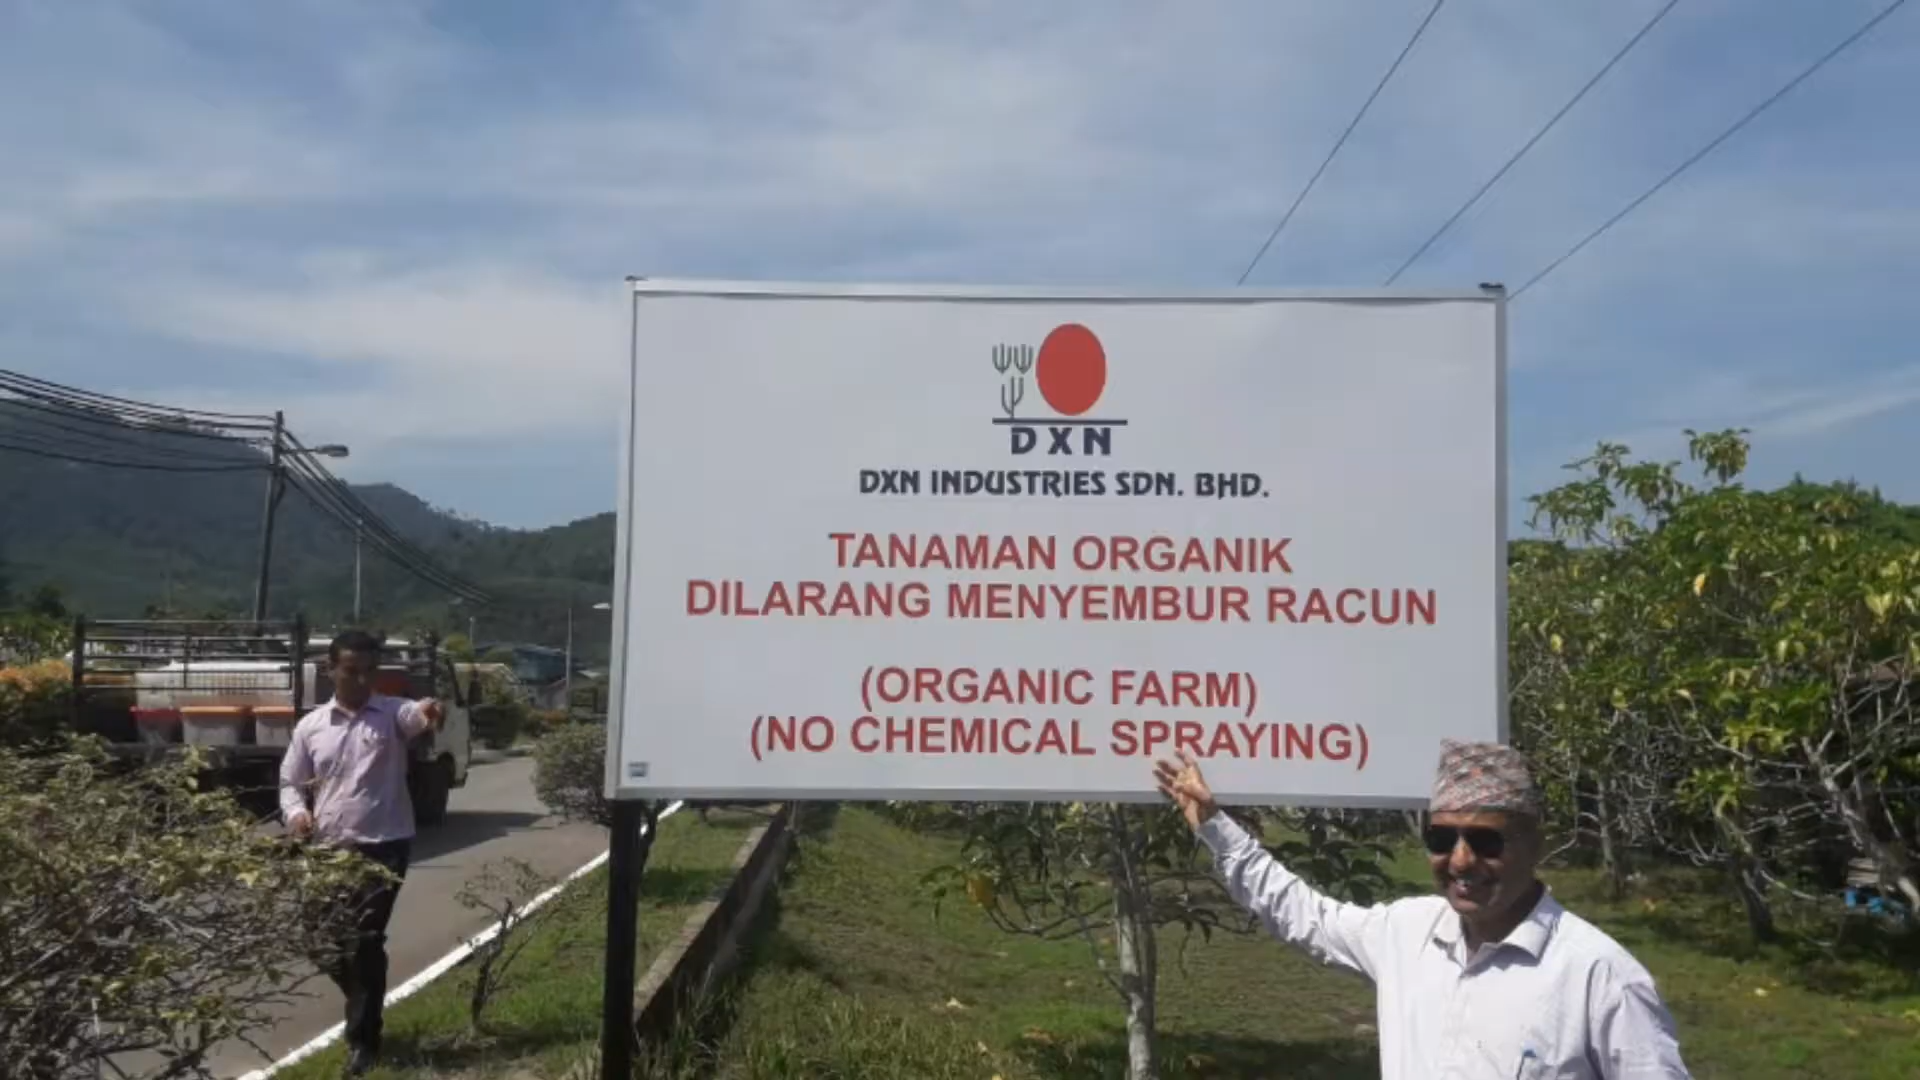 DXN
DXN INDUSTRIES SDN. BHD.
TANAMAN ORGANIK
DILARANG MENYEMBUR RACUN
(ORGANIC FARM)
(NO CHEMICAL SPRAYING)